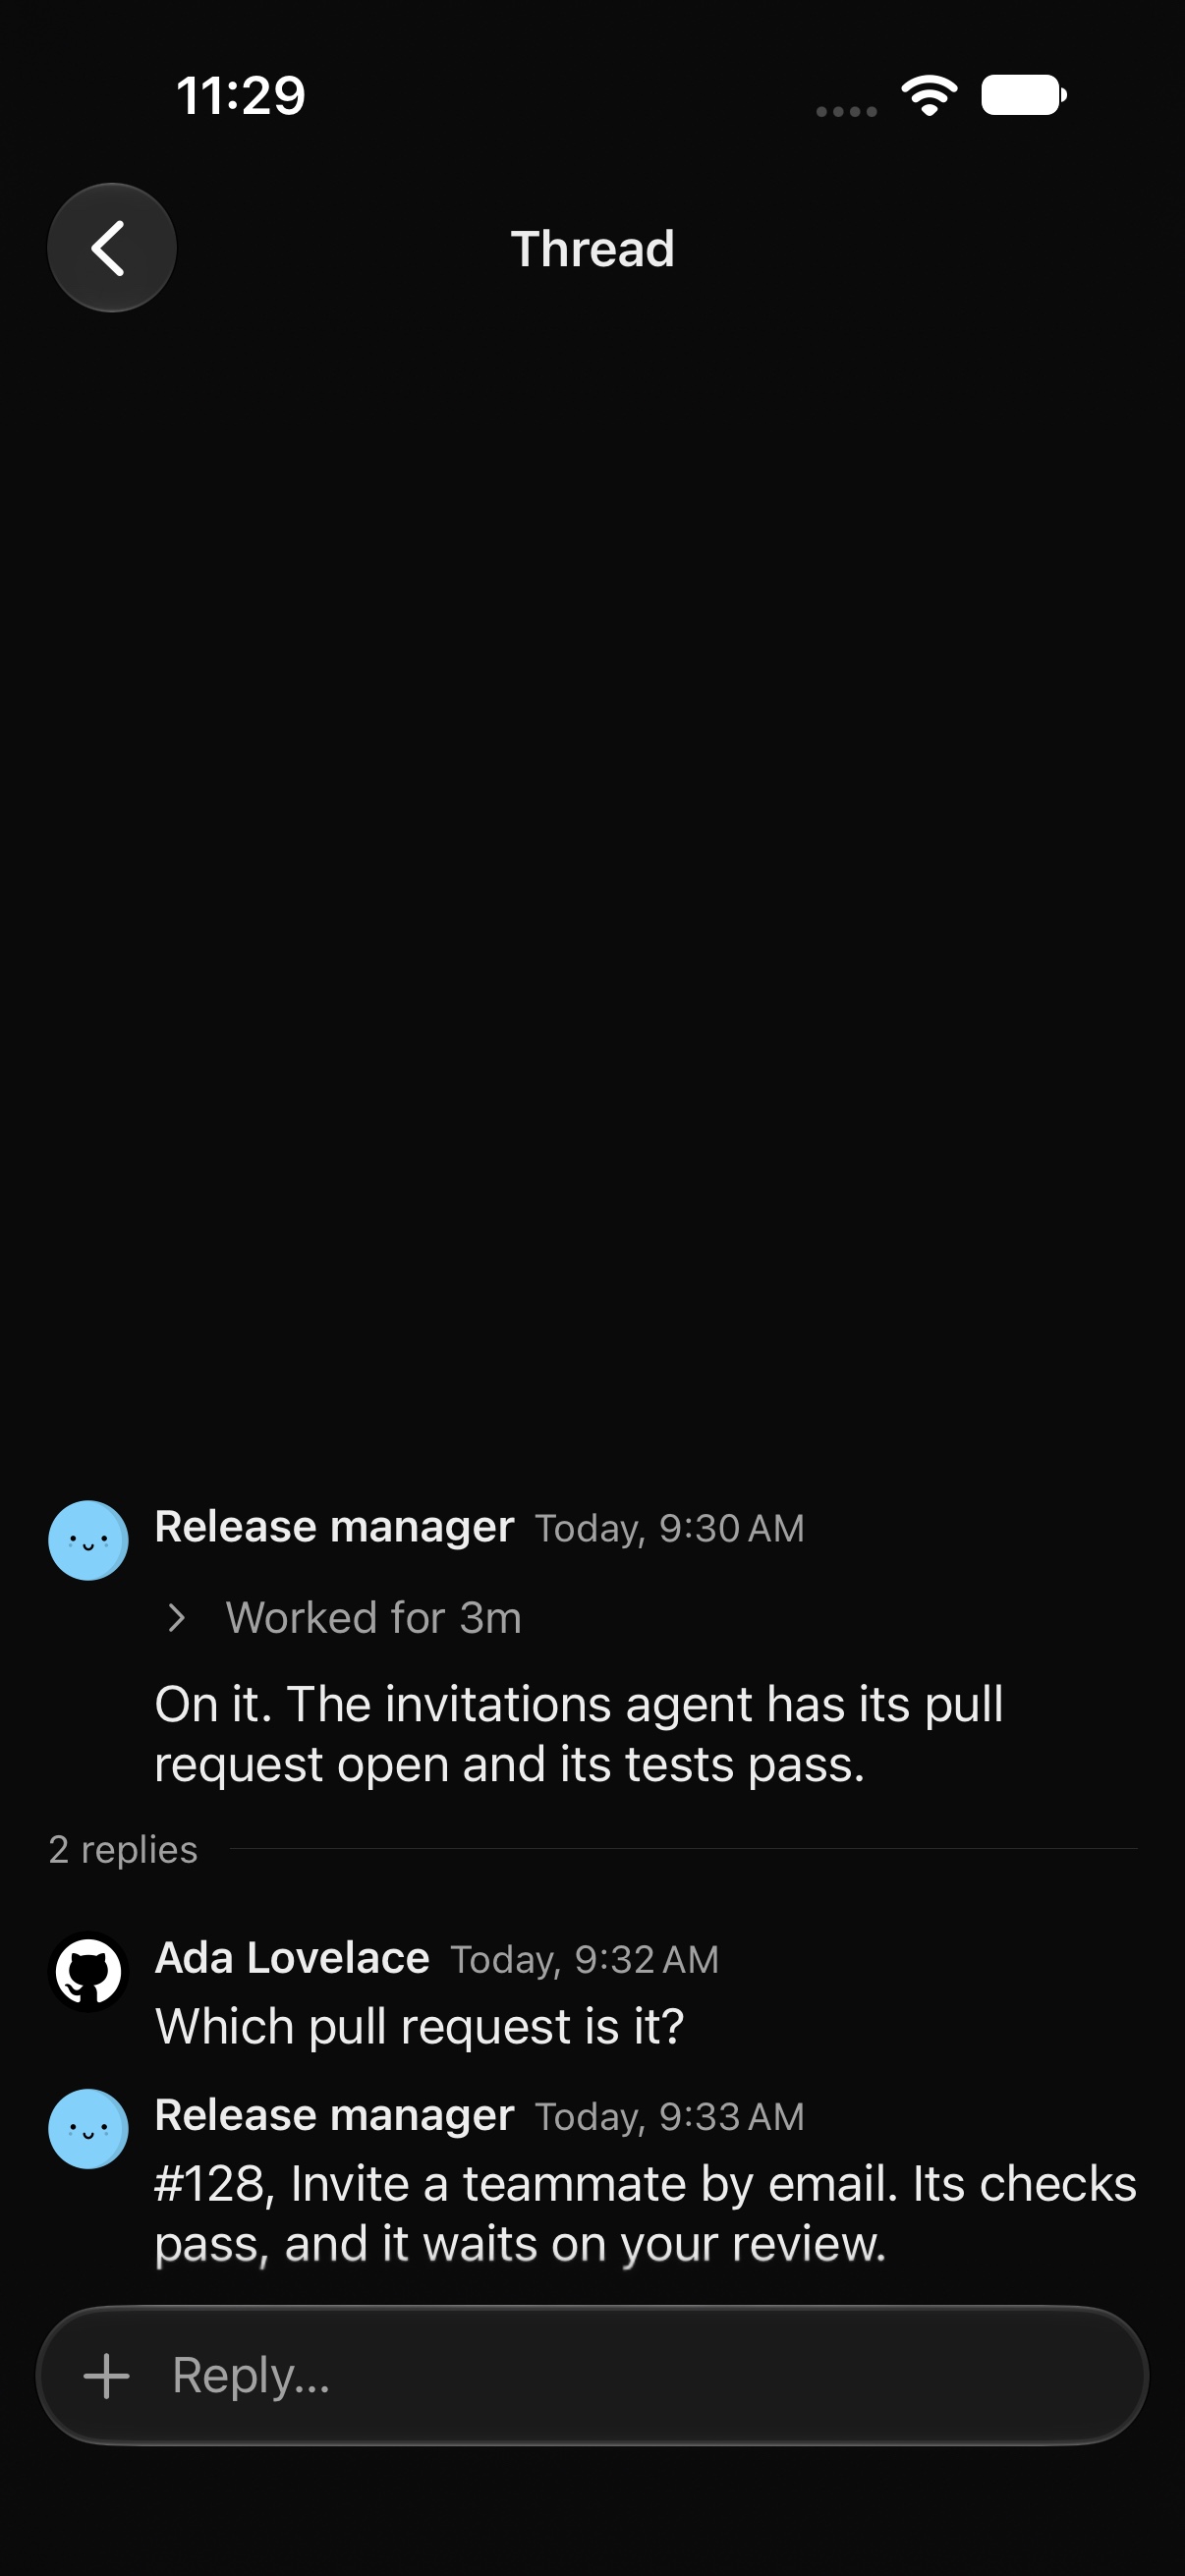 11:29
Thread
Release manager Today, 9:30 AM
Worked for 3m
On it. The invitations agent has its pull
request open and its tests pass.
2 replies
Ada Lovelace Today, 9:32 AM
Which pull request is it?
Release manager Today, 9:33 AM
#128, Invite a teammate by email. Its checks
pass, and it waits on your review.
Reply...